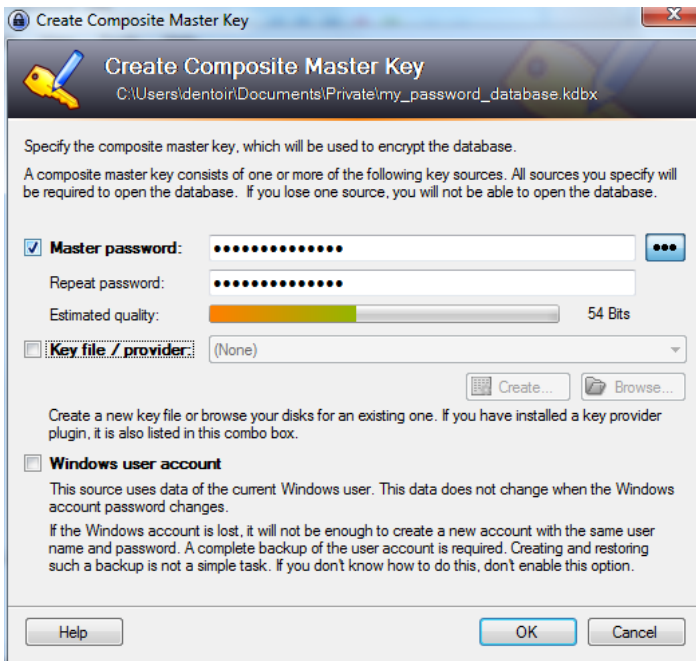 Create Composite Master Key
Create Composite Master Key
C:\Users\dentoir\Documents\Private\my_password_database.kdbx
Specify the composite master key, which will be used to encrypt the database.
A composite master key consists of one or more of the following key sources. All sources you specify will
be required to open the database. If you lose one source, you will not be able to open the database.
Master password: ●●●●●●●●●●●●●● ●●●
Repeat password: ●●●●●●●●●●●●●●
Estimated quality: 54 Bits
Key file / provider: (None)
Create... Browse...
Create a new key file or browse your disks for an existing one. If you have installed a key provider
plugin, it is also listed in this combo box.
Windows user account
This source uses data of the current Windows user. This data does not change when the Windows
account password changes.
If the Windows account is lost, it will not be enough to create a new account with the same user
name and password. A complete backup of the user account is required. Creating and restoring
such a backup is not a simple task. If you don't know how to do this, don't enable this option.
Help OK Cancel